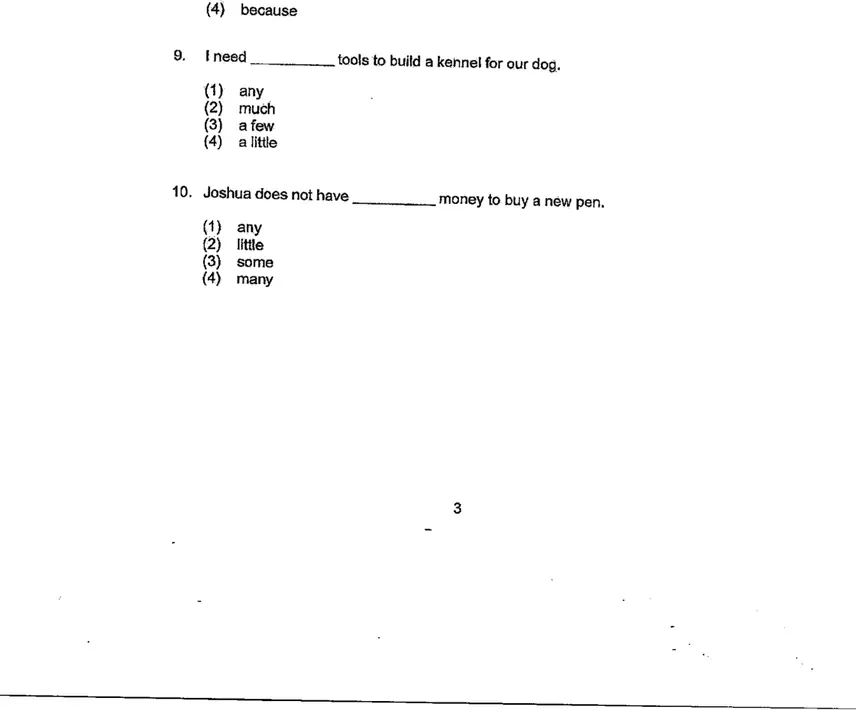 (4) because
9. I need __________ tools to build a kennel for our dog.
(1) any
(2) much
(3) a few
(4) a little
10. Joshua does not have __________ money to buy a new pen.
(1) any
(2) little
(3) some
(4) many
3